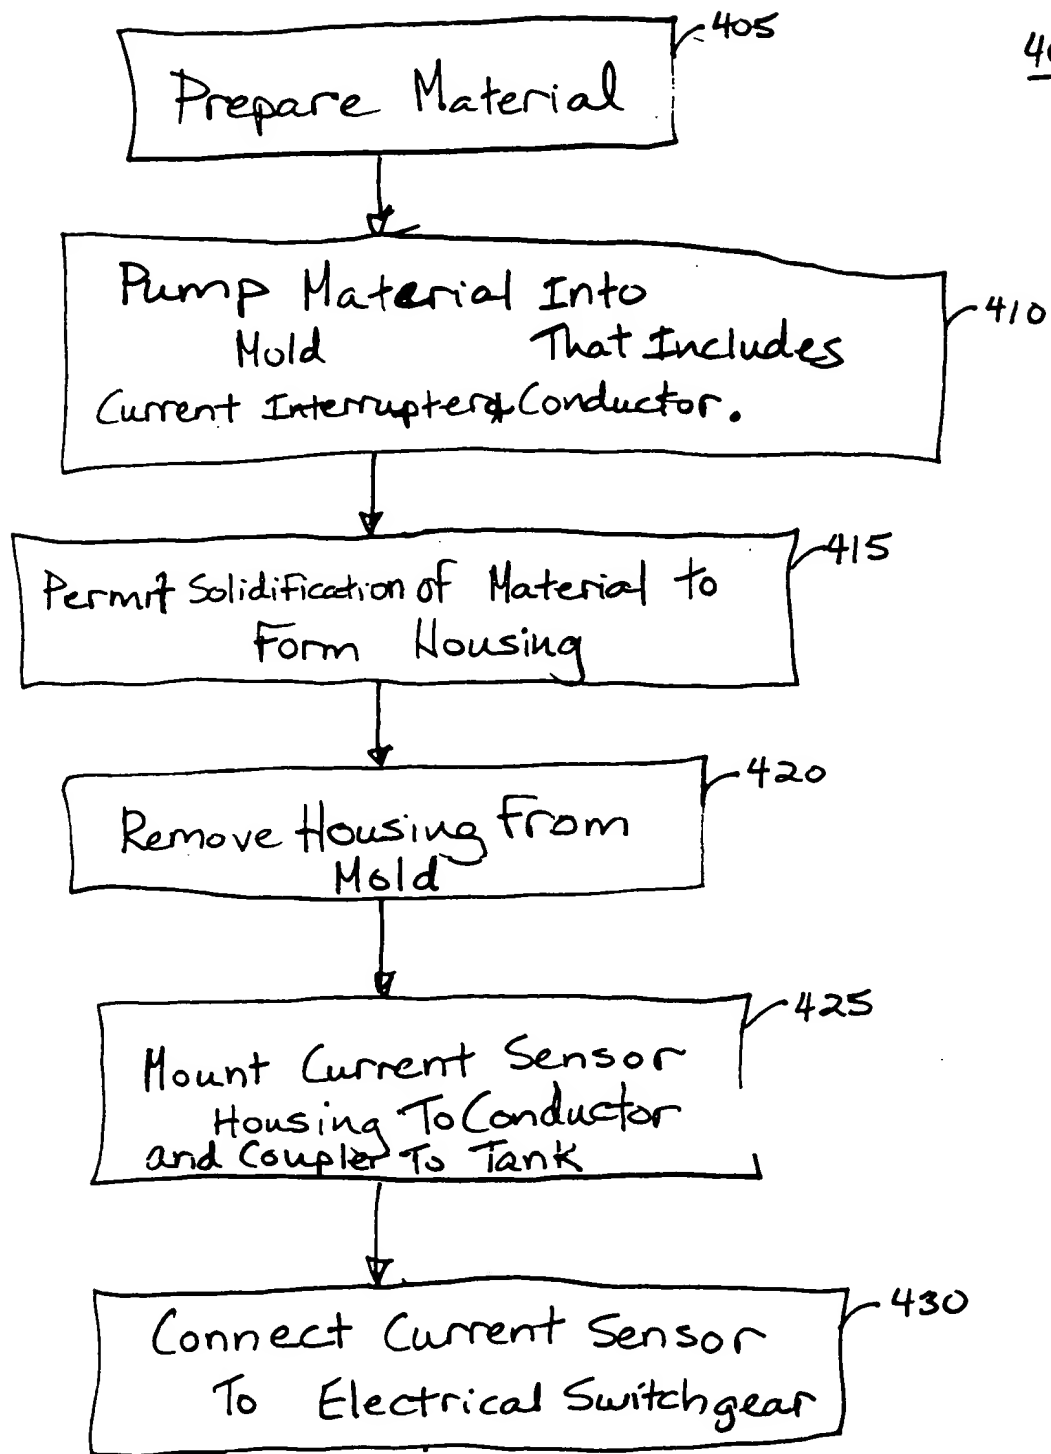 405
Prepare Material
Pump Material Into
Mold That Includes
Current Interrupter & Conductor.
410
415
Permit Solidification of Material to
Form Housing
420
Remove Housing From
Mold
425
Mount Current Sensor
Housing To Conductor
and Coupler To Tank
430
Connect Current Sensor
To Electrical Switchgear